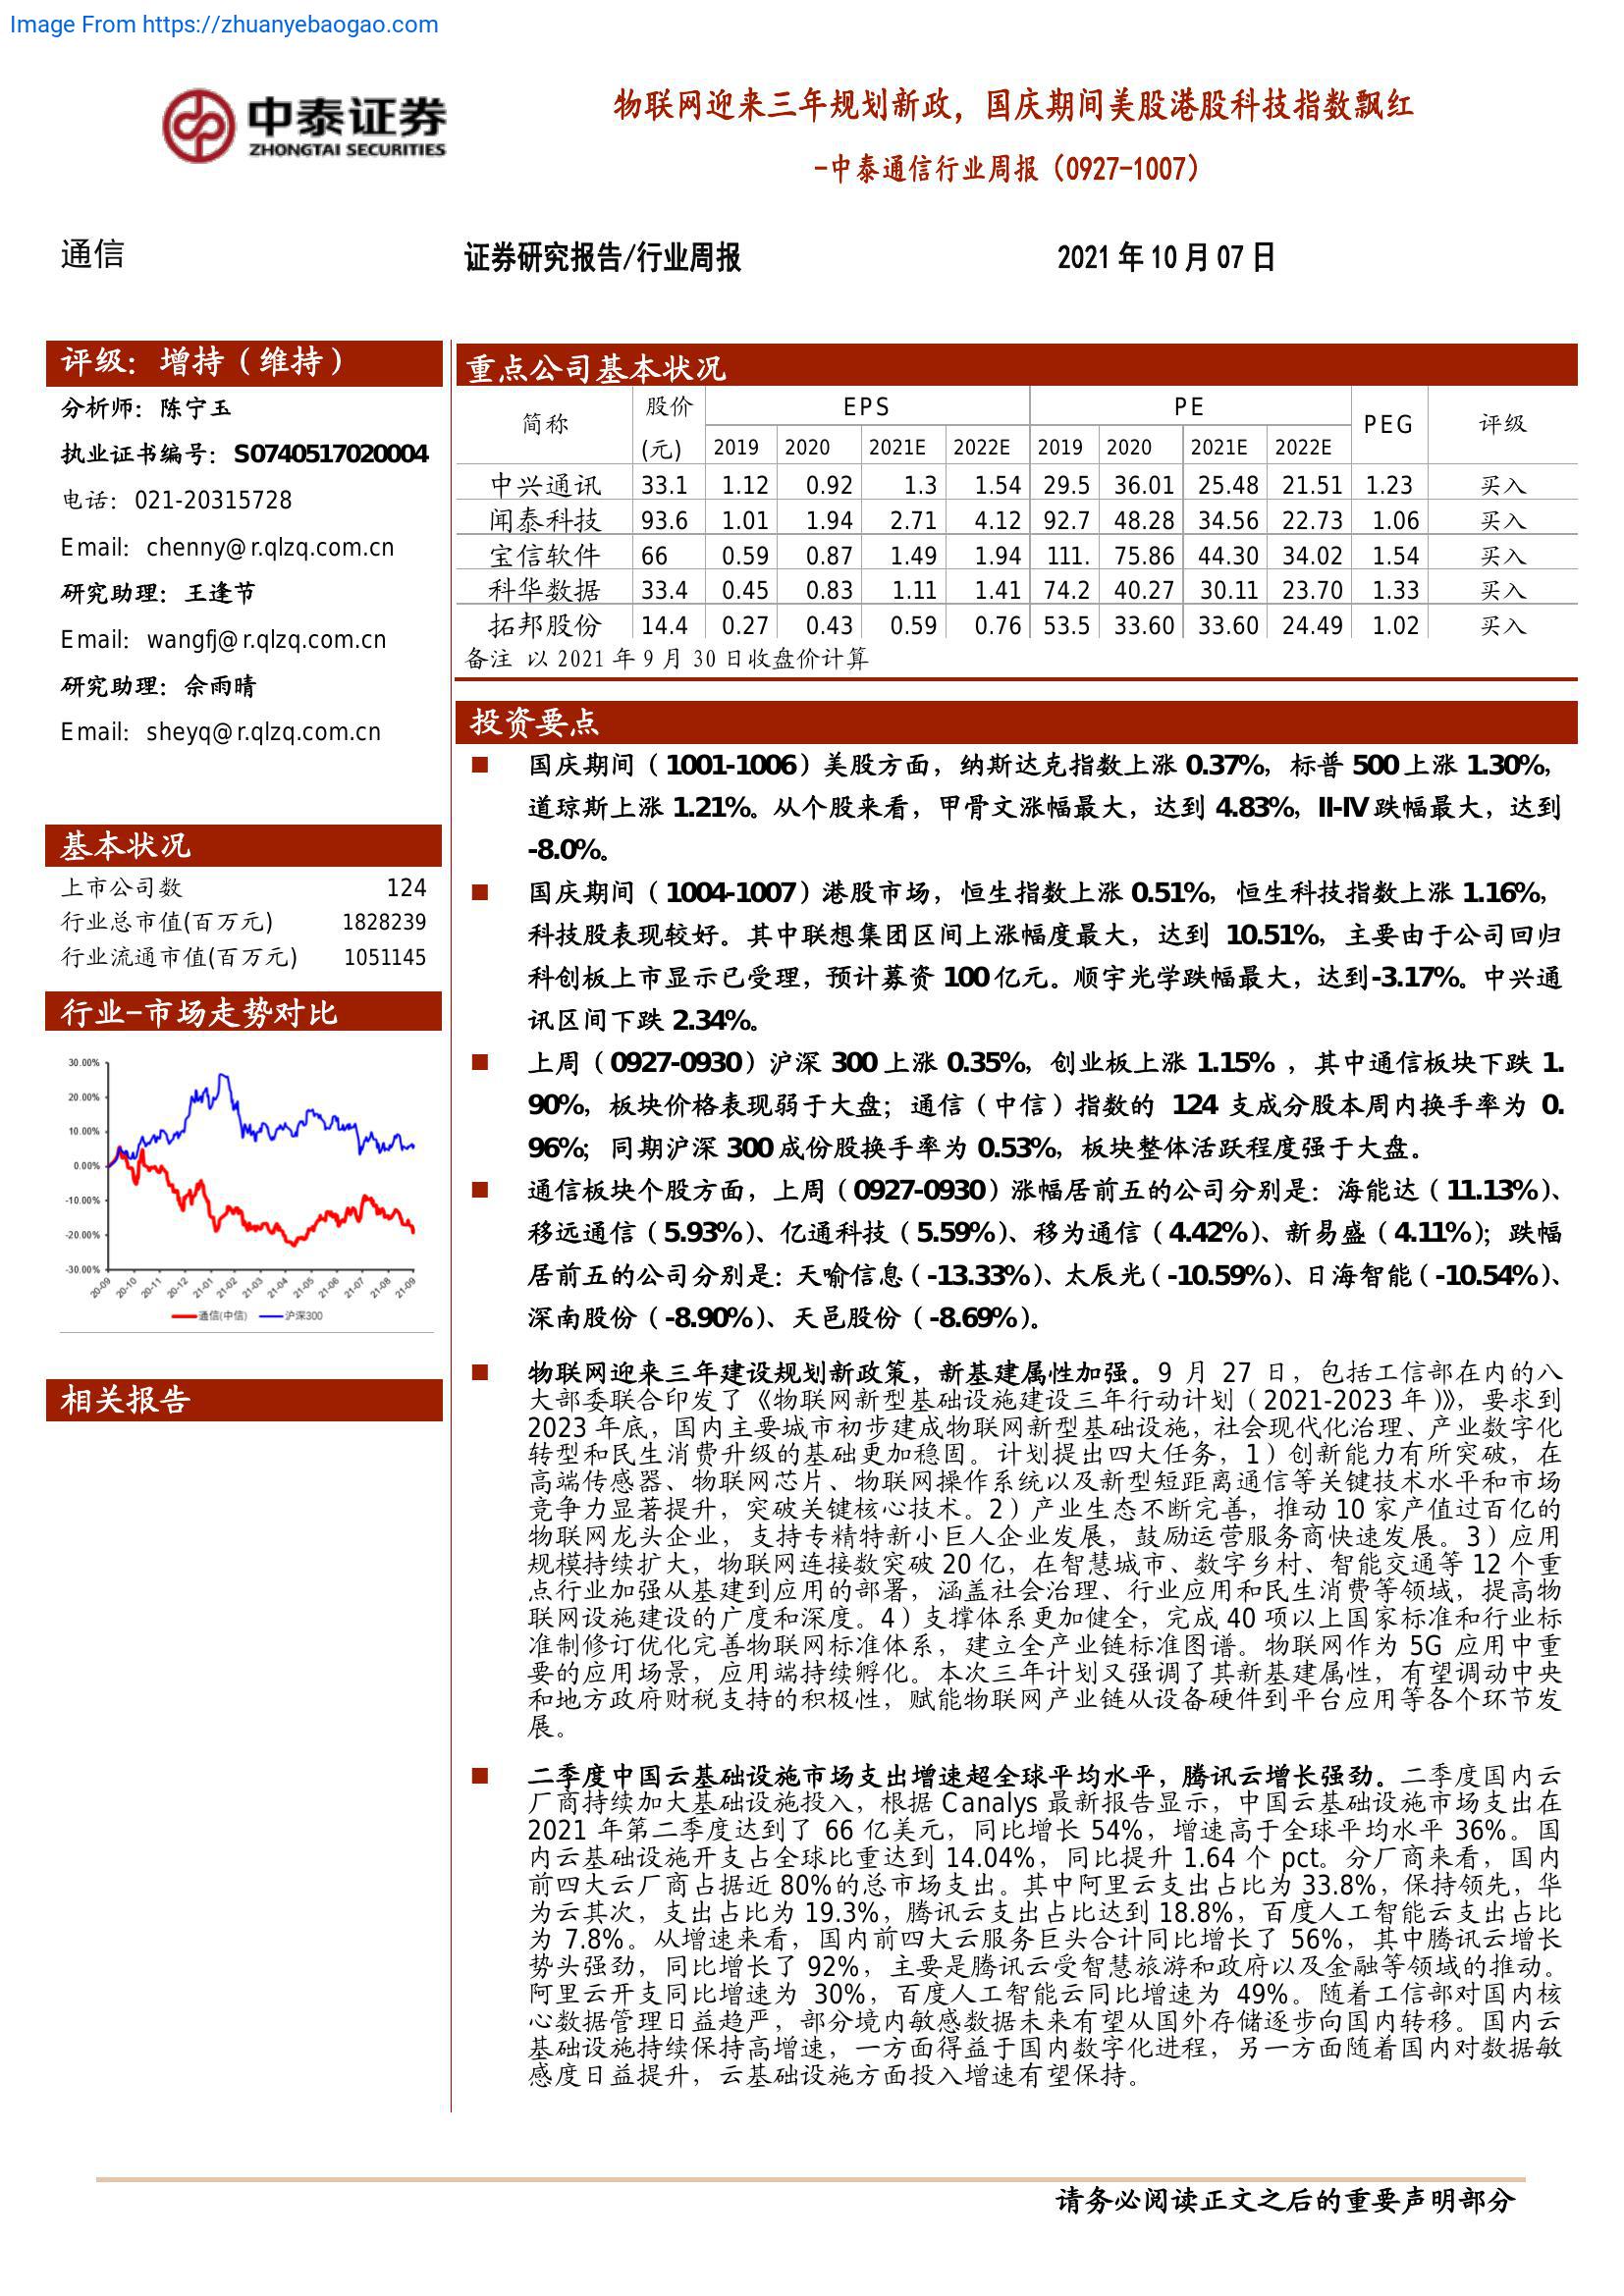 Image From https://zhuanyebaogao.com
中泰证券
ZHONGTAI SECURITIES
物联网迎来三年规划新政，国庆期间美股港股科技指数飘红
-中泰通信行业周报（0927-1007）
通信
证券研究报告/行业周报
2021 年 10 月 07 日
评级：增持（维持）
分析师：陈宁玉
执业证书编号：S0740517020004
电话：021-20315728
Email：chenny@r.qlzq.com.cn
研究助理：王逢节
Email：wangfj@r.qlzq.com.cn
研究助理：佘雨晴
Email：sheyq@r.qlzq.com.cn
基本状况
上市公司数 124
行业总市值(百万元) 1828239
行业流通市值(百万元) 1051145
行业-市场走势对比
30.00%
20.00%
10.00%
0.00%
-10.00%
-20.00%
-30.00%
20-09 20-10 20-11 20-12 21-01 21-02 21-03 21-04 21-05 21-06 21-07 21-08 21-09
通信(中信) 沪深300
相关报告
重点公司基本状况
简称 股价(元) EPS PE PEG 评级
2019 2020 2021E 2022E 2019 2020 2021E 2022E
中兴通讯 33.1 1.12 0.92 1.3 1.54 29.5 36.01 25.48 21.51 1.23 买入
闻泰科技 93.6 1.01 1.94 2.71 4.12 92.7 48.28 34.56 22.73 1.06 买入
宝信软件 66 0.59 0.87 1.49 1.94 111. 75.86 44.30 34.02 1.54 买入
科华数据 33.4 0.45 0.83 1.11 1.41 74.2 40.27 30.11 23.70 1.33 买入
拓邦股份 14.4 0.27 0.43 0.59 0.76 53.5 33.60 33.60 24.49 1.02 买入
备注 以 2021 年 9 月 30 日收盘价计算
投资要点
国庆期间（1001-1006）美股方面，纳斯达克指数上涨 0.37%，标普 500 上涨 1.30%，
道琼斯上涨 1.21%。从个股来看，甲骨文涨幅最大，达到 4.83%，II-IV 跌幅最大，达到
-8.0%。
国庆期间（1004-1007）港股市场，恒生指数上涨 0.51%，恒生科技指数上涨 1.16%，
科技股表现较好。其中联想集团区间上涨幅度最大，达到 10.51%，主要由于公司回归
科创板上市显示已受理，预计募资 100 亿元。顺宇光学跌幅最大，达到-3.17%。中兴通
讯区间下跌 2.34%。
上周（0927-0930）沪深 300 上涨 0.35%，创业板上涨 1.15% ，其中通信板块下跌 1.
90%，板块价格表现弱于大盘；通信（中信）指数的 124 支成分股本周内换手率为 0.
96%；同期沪深 300 成份股换手率为 0.53%，板块整体活跃程度强于大盘。
通信板块个股方面，上周（0927-0930）涨幅居前五的公司分别是：海能达（11.13%）、
移远通信（5.93%）、亿通科技（5.59%）、移为通信（4.42%）、新易盛（4.11%）；跌幅
居前五的公司分别是：天喻信息（-13.33%）、太辰光（-10.59%）、日海智能（-10.54%）、
深南股份（-8.90%）、天邑股份（-8.69%）。
物联网迎来三年建设规划新政策，新基建属性加强。9 月 27 日，包括工信部在内的八
大部委联合印发了《物联网新型基础设施建设三年行动计划（2021-2023 年）》，要求到
2023 年底，国内主要城市初步建成物联网新型基础设施，社会现代化治理、产业数字化
转型和民生消费升级的基础更加稳固。计划提出四大任务，1）创新能力有所突破，在
高端传感器、物联网芯片、物联网操作系统以及新型短距离通信等关键技术水平和市场
竞争力显著提升，突破关键核心技术。2）产业生态不断完善，推动 10 家产值过百亿的
物联网龙头企业，支持专精特新小巨人企业发展，鼓励运营服务商快速发展。3）应用
规模持续扩大，物联网连接数突破 20 亿，在智慧城市、数字乡村、智能交通等 12 个重
点行业加强从基建到应用的部署，涵盖社会治理、行业应用和民生消费等领域，提高物
联网设施建设的广度和深度。4）支撑体系更加健全，完成 40 项以上国家标准和行业标
准制修订优化完善物联网标准体系，建立全产业链标准图谱。物联网作为 5G 应用中重
要的应用场景，应用端持续孵化。本次三年计划又强调了其新基建属性，有望调动中央
和地方政府财税支持的积极性，赋能物联网产业链从设备硬件到平台应用等各个环节发
展。
二季度中国云基础设施市场支出增速超全球平均水平，腾讯云增长强劲。二季度国内云
厂商持续加大基础设施投入，根据 Canalys 最新报告显示，中国云基础设施市场支出在
2021 年第二季度达到了 66 亿美元，同比增长 54%，增速高于全球平均水平 36%。国
内云基础设施开支占全球比重达到 14.04%，同比提升 1.64 个 pct。分厂商来看，国内
前四大云厂商占据近 80%的总市场支出。其中阿里云支出占比为 33.8%，保持领先，华
为云其次，支出占比为 19.3%，腾讯云支出占比达到 18.8%，百度人工智能云支出占比
为 7.8%。从增速来看，国内前四大云服务巨头合计同比增长了 56%，其中腾讯云增长
势头强劲，同比增长了 92%，主要是腾讯云受智慧旅游和政府以及金融等领域的推动。
阿里云开支同比增速为 30%，百度人工智能云同比增速为 49%。随着工信部对国内核
心数据管理日益趋严，部分境内敏感数据未来有望从国外存储逐步向国内转移。国内云
基础设施持续保持高增速，一方面得益于国内数字化进程，另一方面随着国内对数据敏
感度日益提升，云基础设施方面投入增速有望保持。
请务必阅读正文之后的重要声明部分